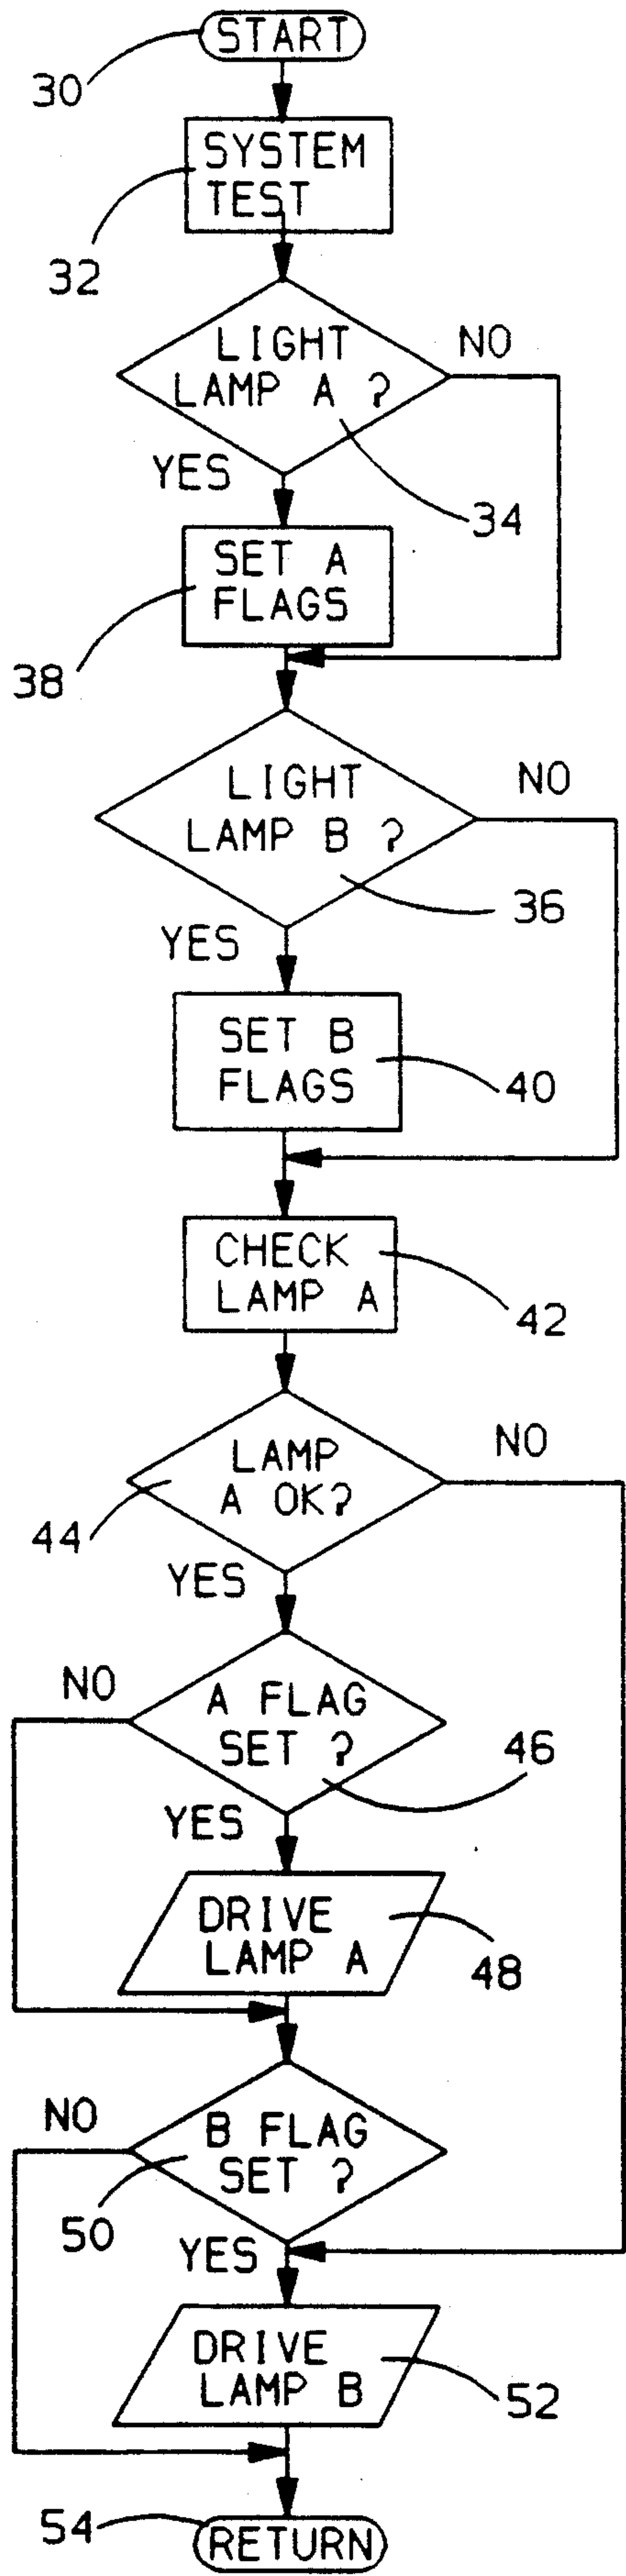 START
30
SYSTEM
TEST
32
LIGHT
LAMP A ?
NO
YES
34
SET A
FLAGS
38
LIGHT
LAMP B ?
NO
36
YES
SET B
FLAGS
40
CHECK
LAMP A
42
LAMP
A OK?
NO
44
YES
NO
A FLAG
SET ?
46
YES
DRIVE
LAMP A
48
NO
B FLAG
SET ?
50
YES
DRIVE
LAMP B
52
54
RETURN